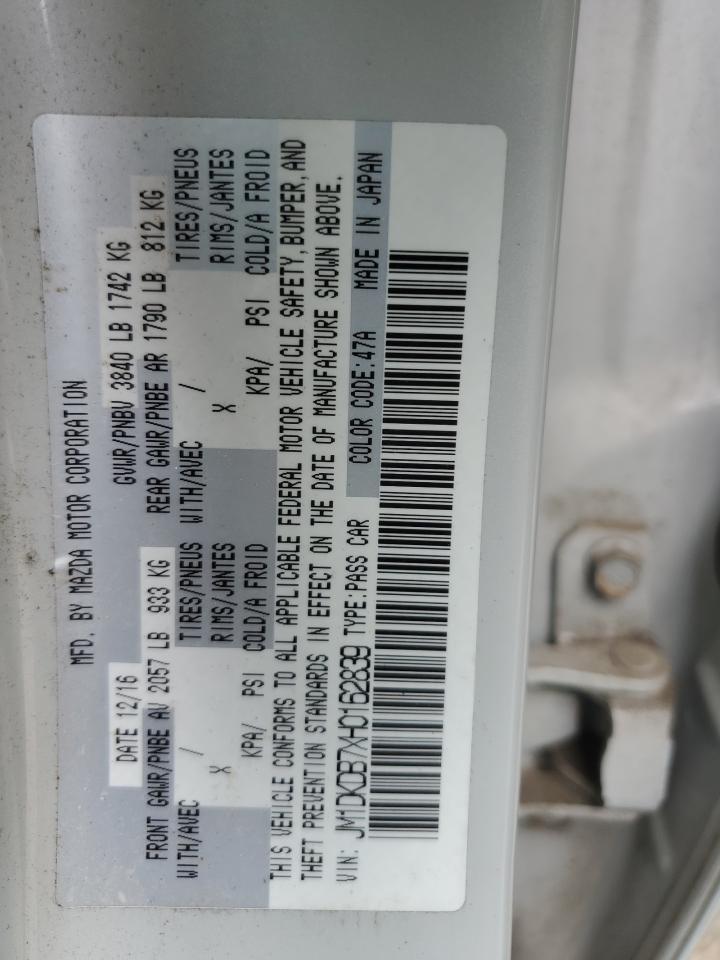 MFD. BY MAZDA MOTOR CORPORATION
DATE 12/16 GVWR/PNBV 3840 LB 1742 KG
FRONT GAWR/PNBE AV 2057 LB 933 KG REAR GAWR/PNBE AR 1790 LB 812 KG
WITH/AVEC / TIRES/PNEUS WITH/AVEC / TIRES/PNEUS
X RIMS/JANTES X RIMS/JANTES
KPA/ PSI COLD/A FROID KPA/ PSI COLD/A FROID
THIS VEHICLE CONFORMS TO ALL APPLICABLE FEDERAL MOTOR VEHICLE SAFETY, BUMPER, AND
THEFT PREVENTION STANDARDS IN EFFECT ON THE DATE OF MANUFACTURE SHOWN ABOVE.
VIN: JM1DKDB7XH0162839 TYPE:PASS CAR COLOR CODE:47A MADE IN JAPAN